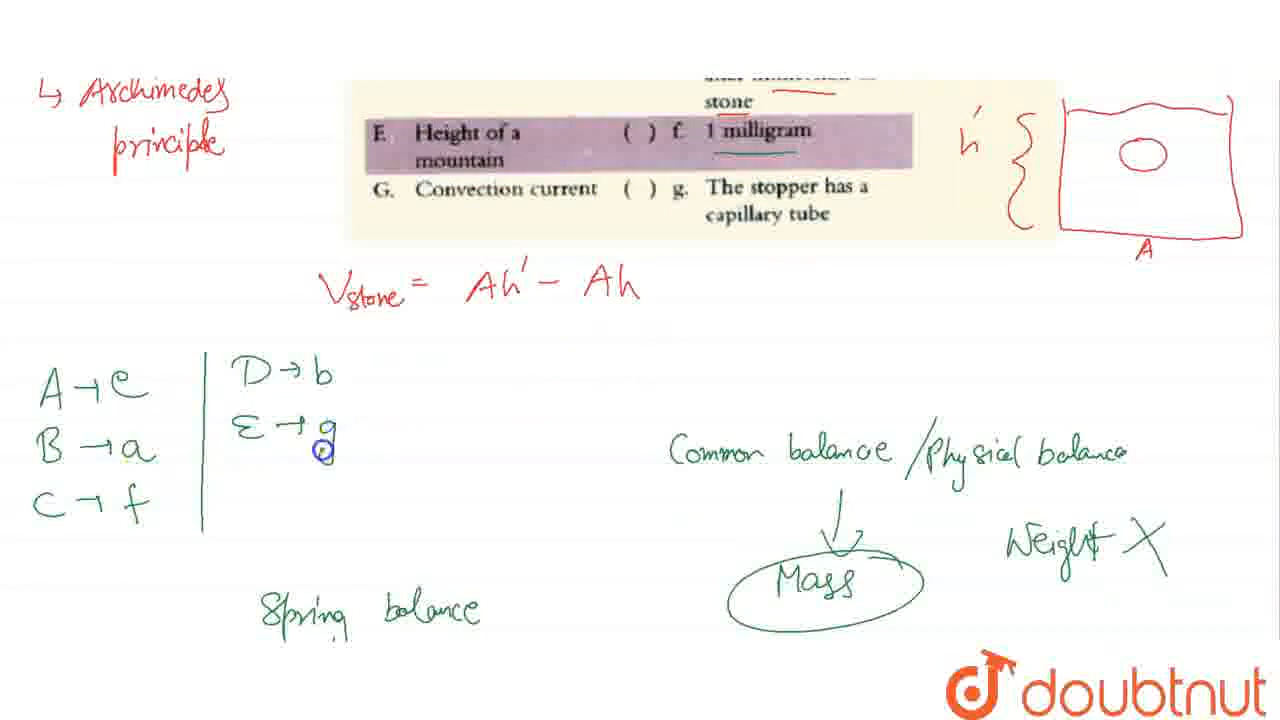 ↳ Archimedes
principle
stone
F. Height of a ( ) f. 1 milligram
mountain
G. Convection current ( ) g. The stopper has a
capillary tube
h'
A
Vstone = Ah' - Ah
A → e
B → a
C → f
D → b
E → g
Common balance / Physical balance
Mass
Weight X
Spring balance
doubtnut